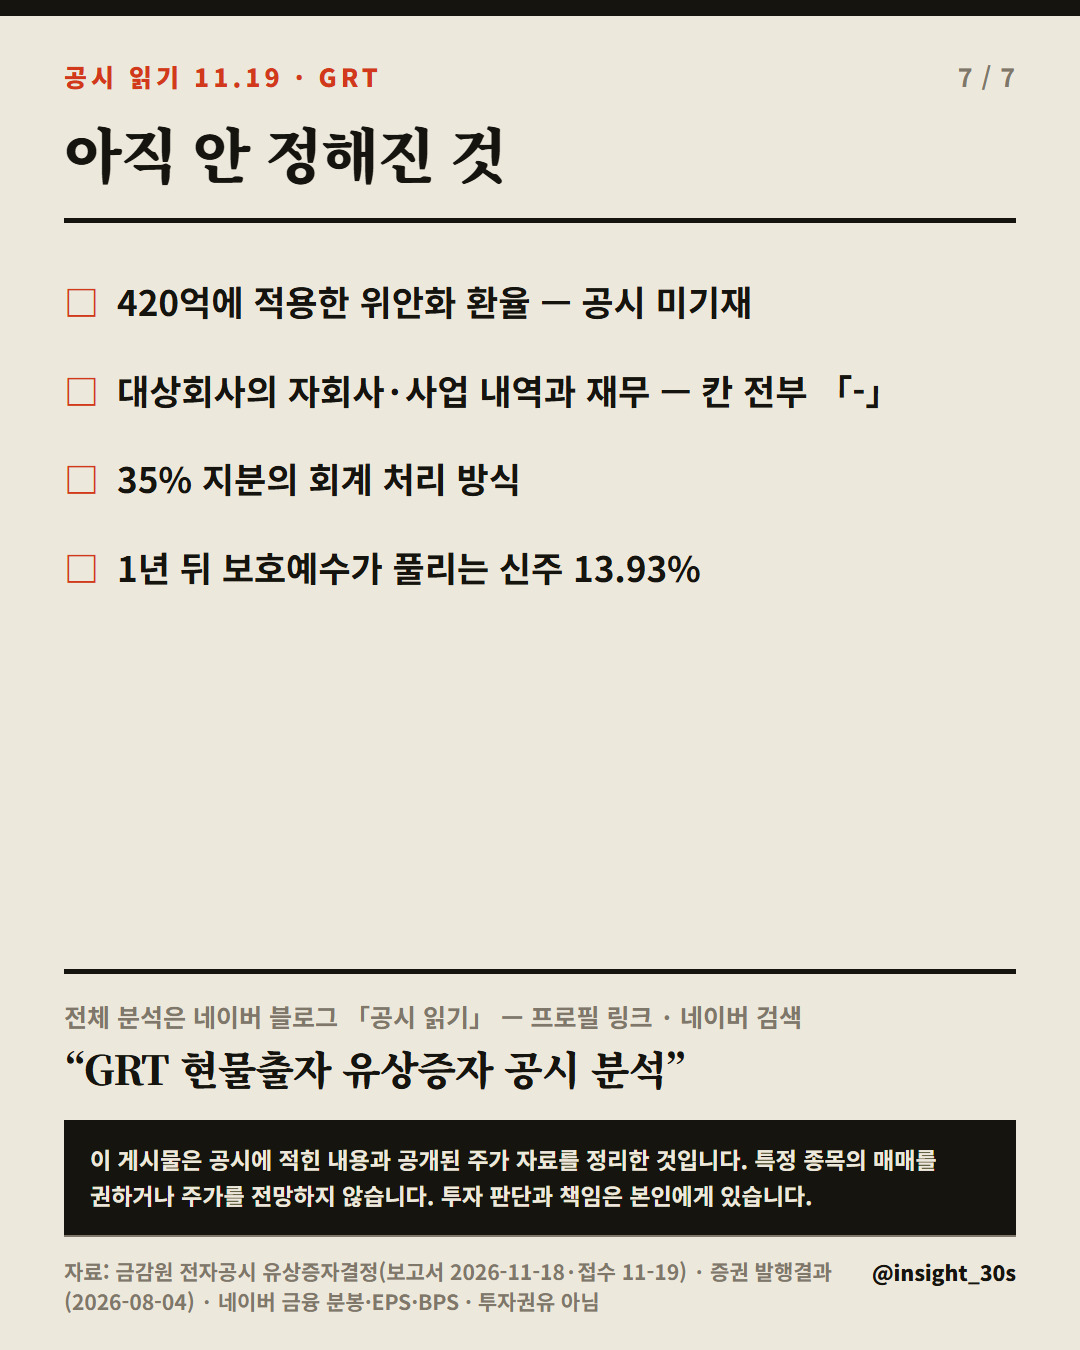 공시 읽기 11.19 · GRT
7 / 7
아직 안 정해진 것
□ 420억에 적용한 위안화 환율 — 공시 미기재
□ 대상회사의 자회사·사업 내역과 재무 — 칸 전부 「-」
□ 35% 지분의 회계 처리 방식
□ 1년 뒤 보호예수가 풀리는 신주 13.93%
전체 분석은 네이버 블로그 「공시 읽기」 — 프로필 링크 · 네이버 검색
“GRT 현물출자 유상증자 공시 분석”
이 게시물은 공시에 적힌 내용과 공개된 주가 자료를 정리한 것입니다. 특정 종목의 매매를
권하거나 주가를 전망하지 않습니다. 투자 판단과 책임은 본인에게 있습니다.
자료: 금감원 전자공시 유상증자결정(보고서 2026-11-18·접수 11-19) · 증권 발행결과
(2026-08-04) · 네이버 금융 분봉·EPS·BPS · 투자권유 아님
@insight_30s